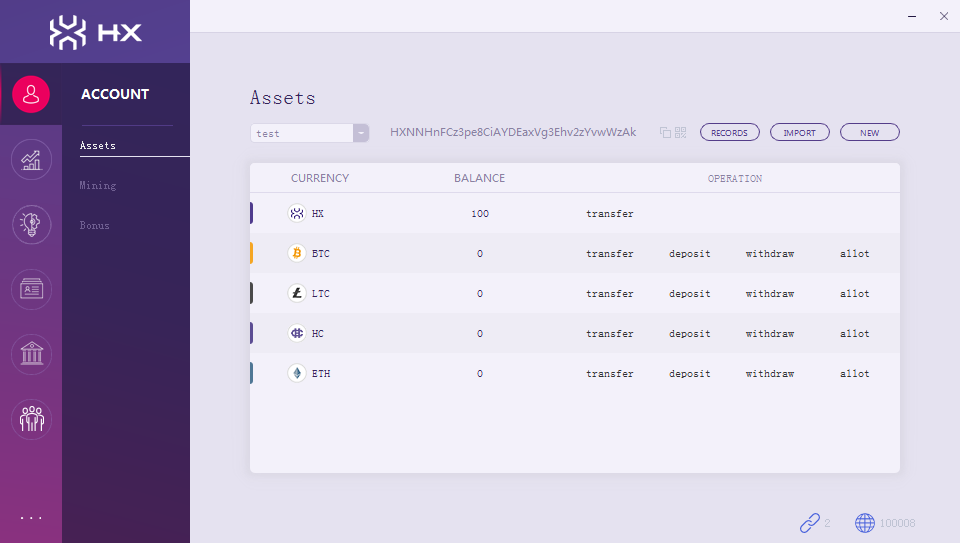 HX
ACCOUNT
Assets
Mining
Bonus
...
Assets
test HXNNHnFCz3pe8CiAYDEaxVg3Ehv2zYvwWzAk RECORDS IMPORT NEW
CURRENCY BALANCE OPERATION
HX 100 transfer
BTC 0 transfer deposit withdraw allot
LTC 0 transfer deposit withdraw allot
HC 0 transfer deposit withdraw allot
ETH 0 transfer deposit withdraw allot
2 100008